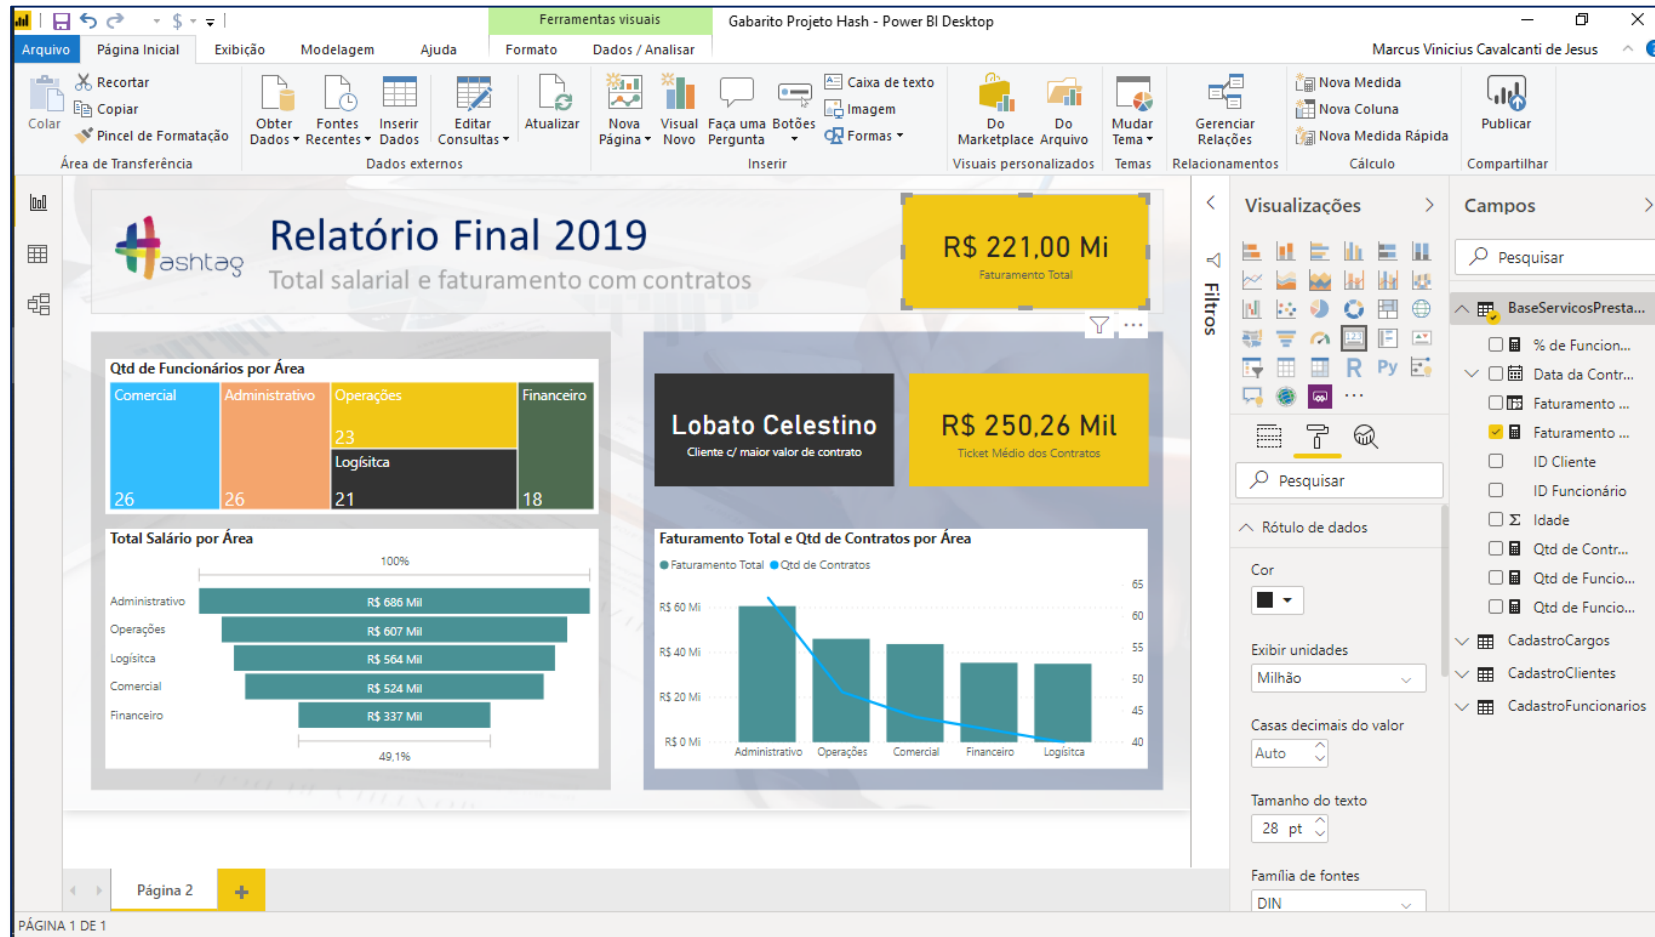 Ferramentas visuais
Gabarito Projeto Hash - Power BI Desktop
Arquivo
Página Inicial
Exibição
Modelagem
Ajuda
Formato
Dados / Analisar
Marcus Vinicius Cavalcanti de Jesus
Colar
Recortar
Copiar
Pincel de Formatação
Área de Transferência
Obter Dados
Fontes Recentes
Inserir Dados
Editar Consultas
Dados externos
Atualizar
Nova Página
Visual Novo
Faça uma Pergunta
Botões
Caixa de texto
Imagem
Formas
Inserir
Do Marketplace
Do Arquivo
Visuais personalizados
Mudar Tema
Temas
Gerenciar Relações
Relacionamentos
Nova Medida
Nova Coluna
Nova Medida Rápida
Cálculo
Publicar
Compartilhar
ashtag
Relatório Final 2019
Total salarial e faturamento com contratos
R$ 221,00 Mi
Faturamento Total
Qtd de Funcionários por Área
Comercial
26
Administrativo
26
Operações
23
Logísitca
21
Financeiro
18
Lobato Celestino
Cliente c/ maior valor de contrato
R$ 250,26 Mil
Ticket Médio dos Contratos
Total Salário por Área
100%
Administrativo R$ 686 Mil
Operações R$ 607 Mil
Logísitca R$ 564 Mil
Comercial R$ 524 Mil
Financeiro R$ 337 Mil
49,1%
Faturamento Total e Qtd de Contratos por Área
Faturamento Total Qtd de Contratos
R$ 60 Mi
R$ 40 Mi
R$ 20 Mi
R$ 0 Mi
65
60
55
50
45
40
Administrativo Operações Comercial Financeiro Logísitca
Filtros
Visualizações
R Py
Pesquisar
Rótulo de dados
Cor
Exibir unidades
Milhão
Casas decimais do valor
Auto
Tamanho do texto
28 pt
Família de fontes
DIN
Campos
Pesquisar
BaseServicosPresta...
% de Funcion...
Data da Contr...
Faturamento ...
Faturamento ...
ID Cliente
ID Funcionário
Idade
Qtd de Contr...
Qtd de Funcio...
Qtd de Funcio...
CadastroCargos
CadastroClientes
CadastroFuncionarios
Página 2
PÁGINA 1 DE 1